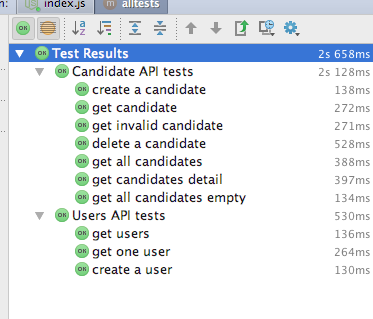 n: index.js alltests
OK Test Results 2s 658ms
OK Candidate API tests 2s 128ms
OK create a candidate 138ms
OK get candidate 272ms
OK get invalid candidate 271ms
OK delete a candidate 528ms
OK get all candidates 388ms
OK get candidates detail 397ms
OK get all candidates empty 134ms
OK Users API tests 530ms
OK get users 136ms
OK get one user 264ms
OK create a user 130ms